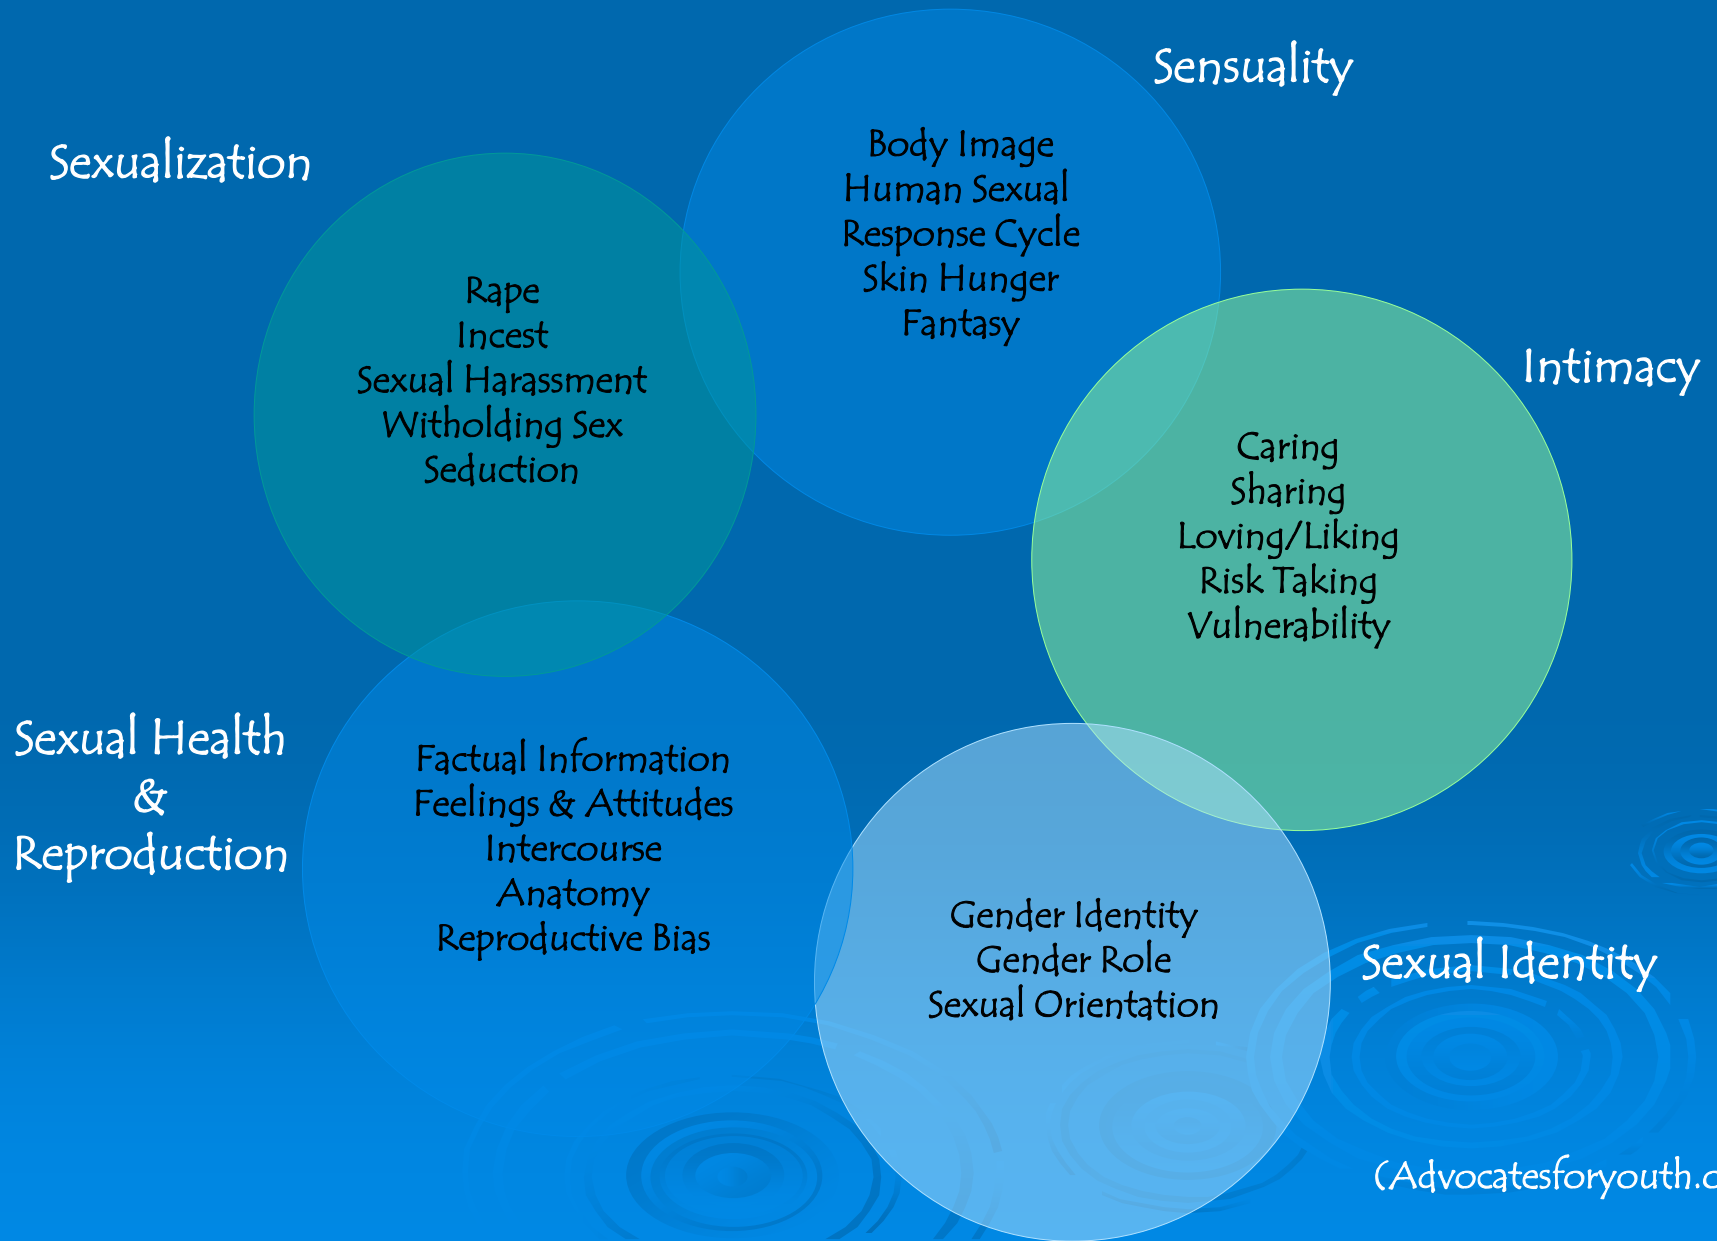 Sensuality
Body Image
Human Sexual
Response Cycle
Skin Hunger
Fantasy
Sexualization
Rape
Incest
Sexual Harassment
Witholding Sex
Seduction
Intimacy
Caring
Sharing
Loving/Liking
Risk Taking
Vulnerability
Sexual Health
&
Reproduction
Factual Information
Feelings & Attitudes
Intercourse
Anatomy
Reproductive Bias
Gender Identity
Gender Role
Sexual Orientation
Sexual Identity
(Advocatesforyouth.